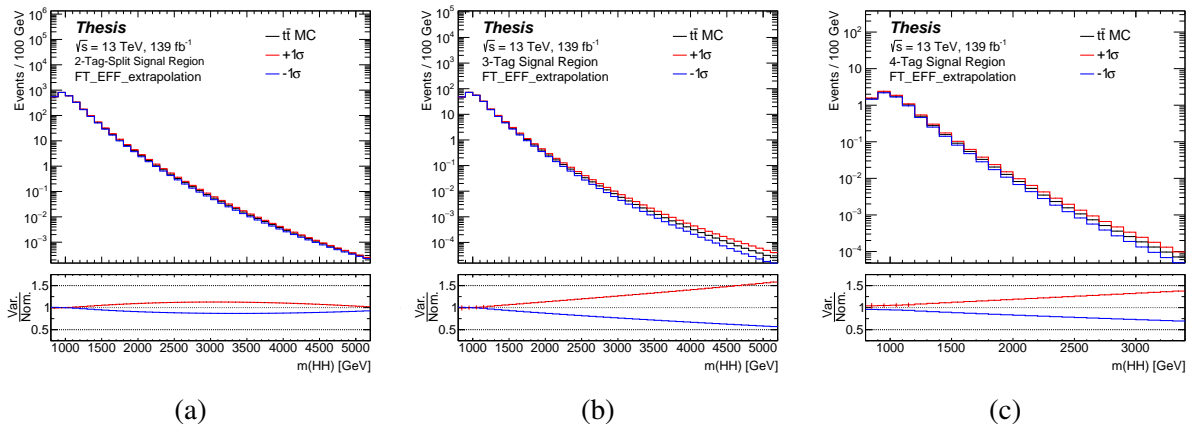 Events / 100 GeV
10⁶
10⁵
10⁴
10³
10²
10
1
10⁻¹
10⁻²
10⁻³
Thesis
√s = 13 TeV, 139 fb⁻¹
2-Tag-Split Signal Region
FT_EFF_extrapolation
tt̄ MC
+1σ
-1σ
Var.
Nom.
1.5
1
0.5
1000 1500 2000 2500 3000 3500 4000 4500 5000
m(HH) [GeV]
(a)
Events / 100 GeV
10⁵
10⁴
10³
10²
10
1
10⁻¹
10⁻²
10⁻³
10⁻⁴
Thesis
√s = 13 TeV, 139 fb⁻¹
3-Tag Signal Region
FT_EFF_extrapolation
tt̄ MC
+1σ
-1σ
Var.
Nom.
1.5
1
0.5
1000 1500 2000 2500 3000 3500 4000 4500 5000
m(HH) [GeV]
(b)
Events / 100 GeV
10³
10²
10
1
10⁻¹
10⁻²
10⁻³
10⁻⁴
Thesis
√s = 13 TeV, 139 fb⁻¹
4-Tag Signal Region
FT_EFF_extrapolation
tt̄ MC
+1σ
-1σ
Var.
Nom.
1.5
1
0.5
1000 1500 2000 2500 3000
m(HH) [GeV]
(c)